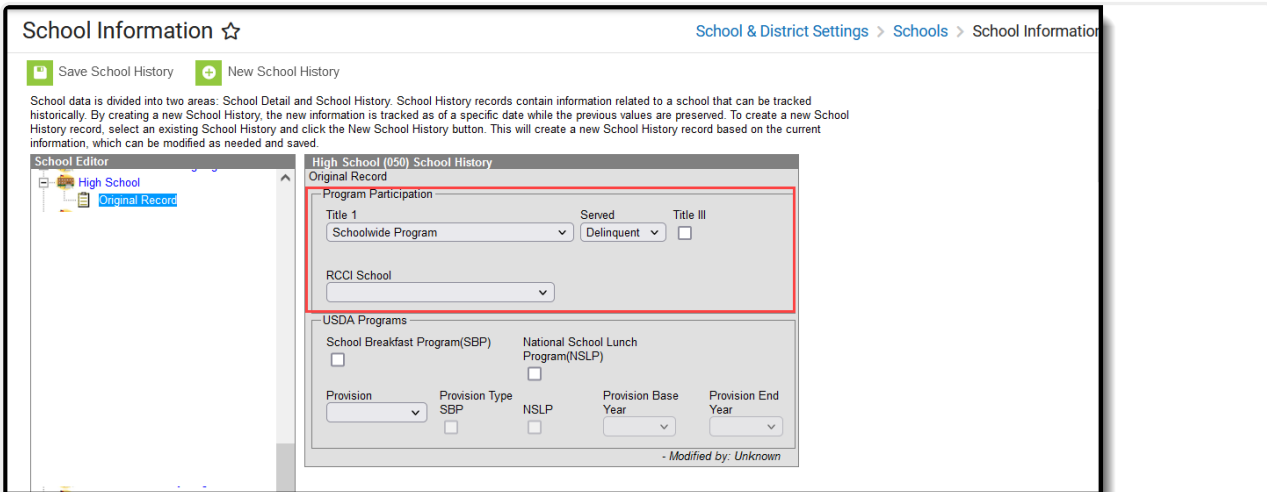 School Information
School & District Settings > Schools > School Information
Save School History
New School History
School data is divided into two areas: School Detail and School History. School History records contain information related to a school that can be tracked
historically. By creating a new School History, the new information is tracked as of a specific date while the previous values are preserved. To create a new School
History record, select an existing School History and click the New School History button. This will create a new School History record based on the current
information, which can be modified as needed and saved.
School Editor
High School
Original Record
High School (050) School History
Original Record
Program Participation
Title 1
Served
Title III
Schoolwide Program
Delinquent
RCCI School
USDA Programs
School Breakfast Program(SBP)
National School Lunch
Program(NSLP)
Provision
Provision Type
SBP
NSLP
Provision Base
Year
Provision End
Year
- Modified by: Unknown